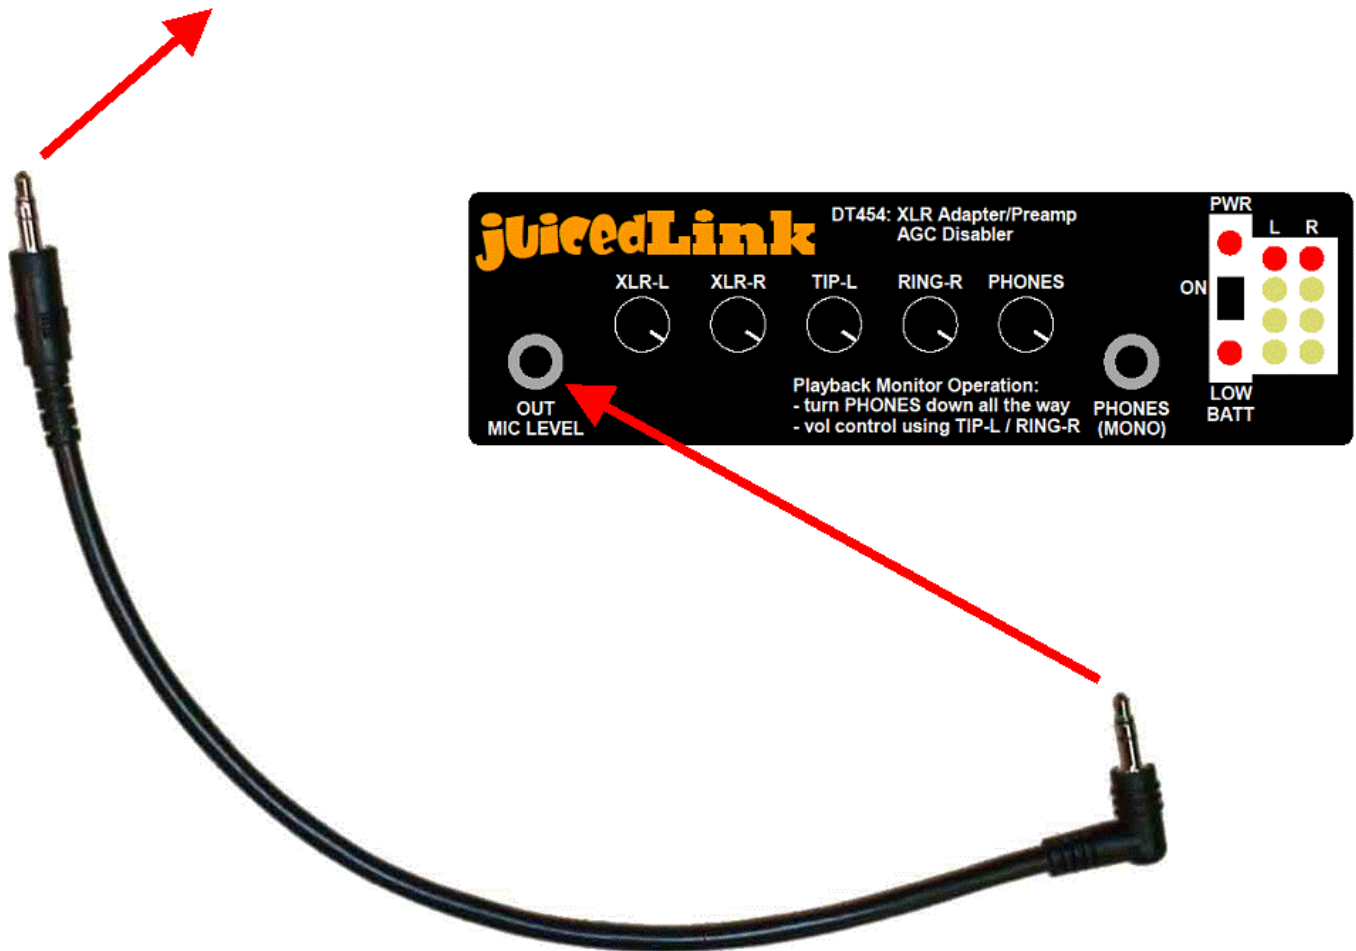 juicedLink
DT454: XLR Adapter/Preamp
AGC Disabler
PWR
L R
ON
XLR-L XLR-R TIP-L RING-R PHONES
OUT
MIC LEVEL
Playback Monitor Operation:
- turn PHONES down all the way
- vol control using TIP-L / RING-R
PHONES
(MONO)
LOW
BATT